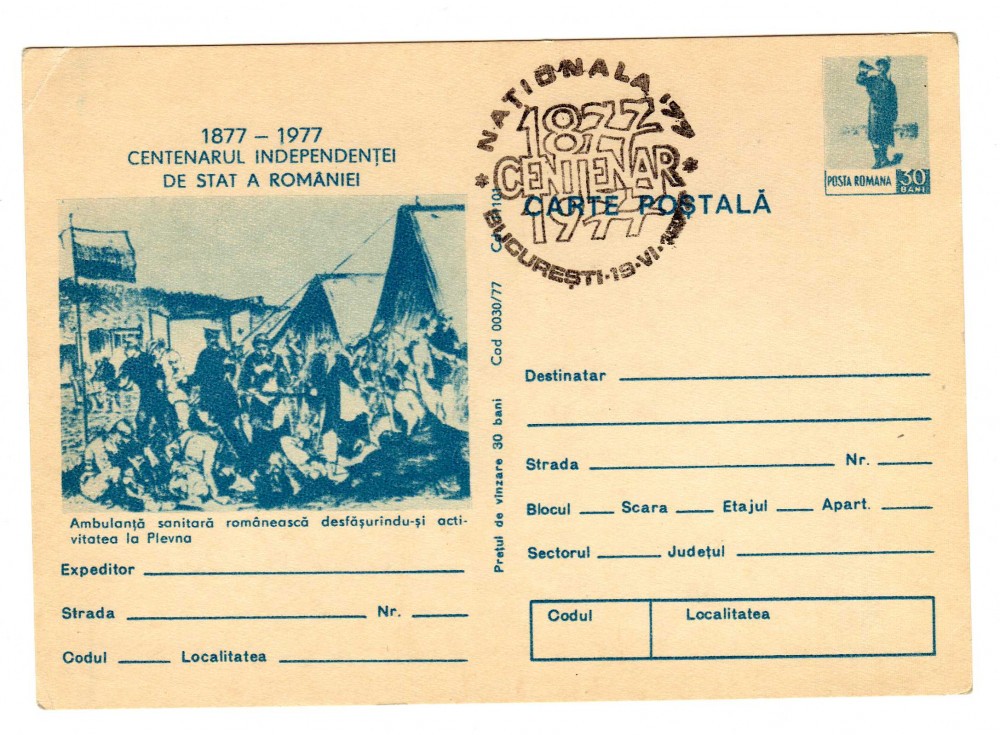 1877 – 1977
CENTENARUL INDEPENDENȚEI
DE STAT A ROMÂNIEI
Ambulanță sanitară românească desfășurîndu-și acti-
vitatea la Plevna
Expeditor
Strada Nr.
Codul Localitatea
Prețul de vînzare 30 bani Cod 0030/77
NAȚIONALA '77
1877
CENTENAR
1977
BUCUREȘTI·19·VI·
POSTA ROMANA 30
BANI
CARTE POȘTALĂ
Destinatar
Strada Nr.
Blocul Scara Etajul Apart.
Sectorul Județul
Codul Localitatea